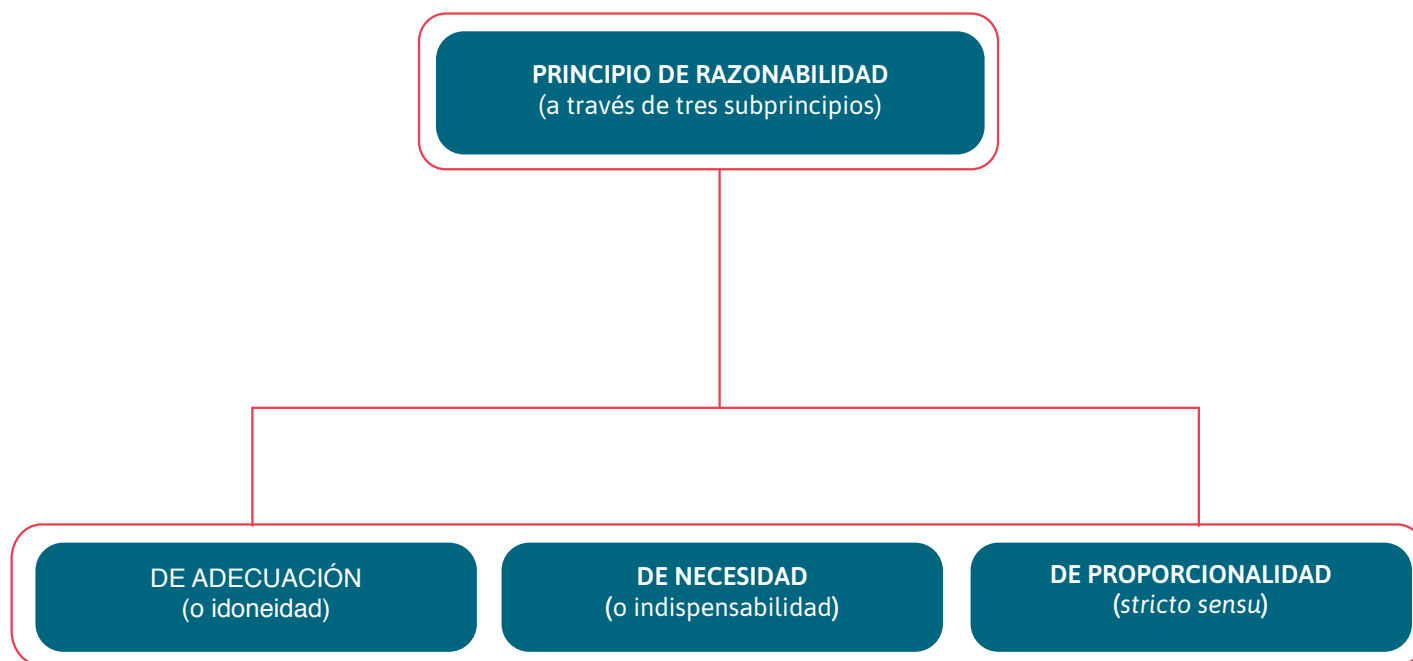 PRINCIPIO DE RAZONABILIDAD
(a través de tres subprincipios)
DE ADECUACIÓN
(o idoneidad)
DE NECESIDAD
(o indispensabilidad)
DE PROPORCIONALIDAD
(stricto sensu)